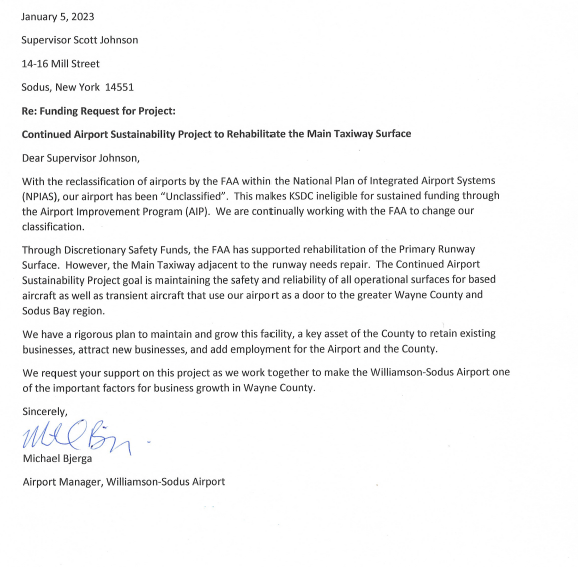 January 5, 2023
Supervisor Scott Johnson
14-16 Mill Street
Sodus, New York  14551
Re: Funding Request for Project:
Continued Airport Sustainability Project to Rehabilitate the Main Taxiway Surface
Dear Supervisor Johnson,
With the reclassification of airports by the FAA within the National Plan of Integrated Airport Systems
(NPIAS), our airport has been “Unclassified”.  This makes KSDC ineligible for sustained funding through
the Airport Improvement Program (AIP).  We are continually working with the FAA to change our
classification.
Through Discretionary Safety Funds, the FAA has supported rehabilitation of the Primary Runway
Surface.  However, the Main Taxiway adjacent to the runway needs repair.  The Continued Airport
Sustainability Project goal is maintaining the safety and reliability of all operational surfaces for based
aircraft as well as transient aircraft that use our airport as a door to the greater Wayne County and
Sodus Bay region.
We have a rigorous plan to maintain and grow this facility, a key asset of the County to retain existing
businesses, attract new businesses, and add employment for the Airport and the County.
We request your support on this project as we work together to make the Williamson-Sodus Airport one
of the important factors for business growth in Wayne County.
Sincerely,
Michael Bjerga
Airport Manager, Williamson-Sodus Airport